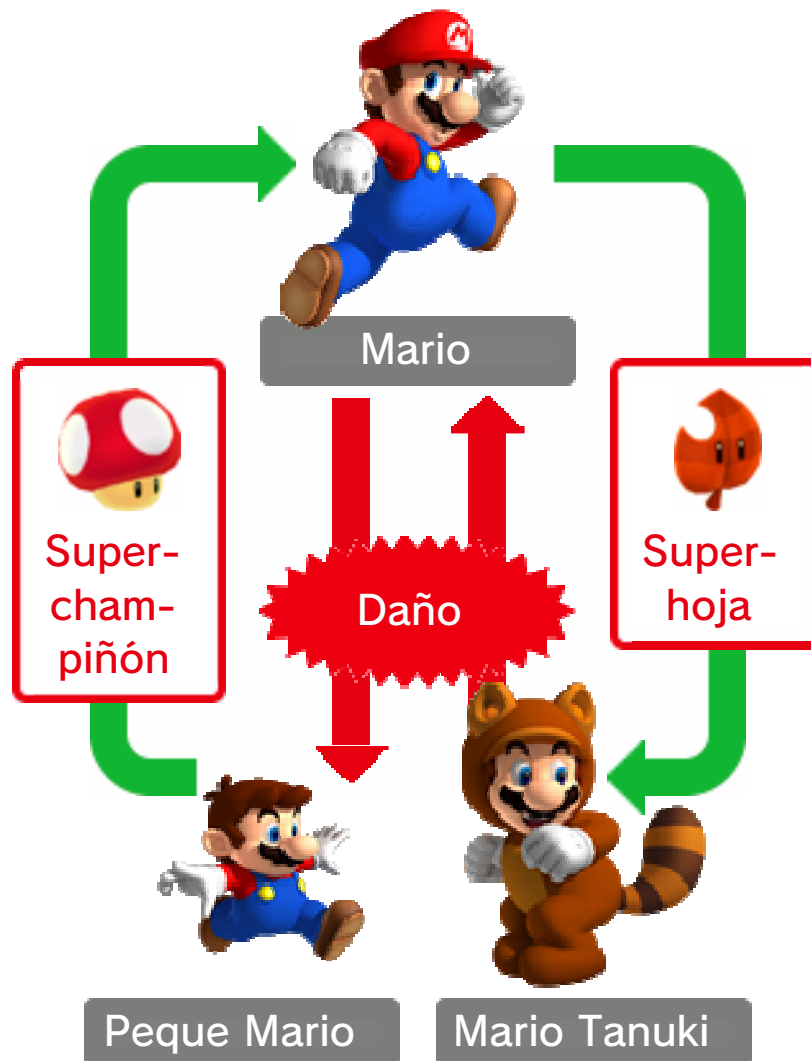 Mario
Super-
cham-
piñón
Super-
hoja
Daño
Peque Mario
Mario Tanuki